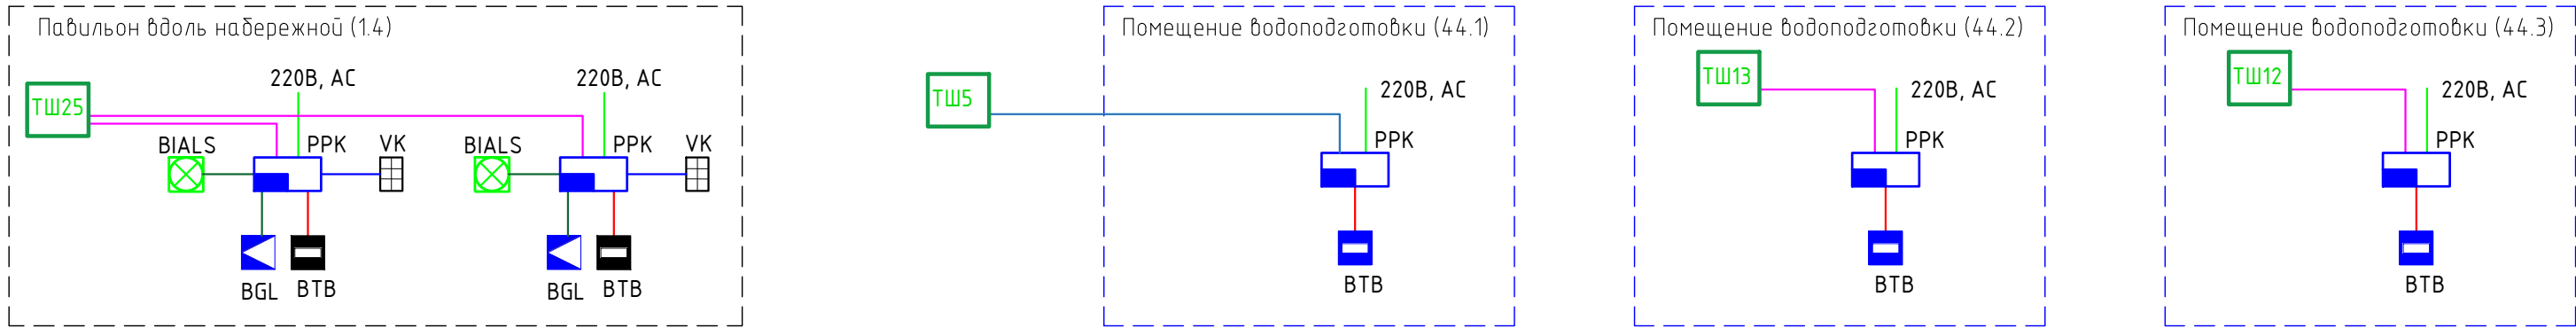 Павильон вдоль набережной (1.4)
ТШ25
220В, АС
BIALS
PPK
VK
BGL
BTB
220В, АС
BIALS
PPK
VK
BGL
BTB
ТШ5
Помещение водоподготовки (44.1)
220В, АС
PPK
BTB
Помещение водоподготовки (44.2)
ТШ13
220В, АС
PPK
BTB
Помещение водоподготовки (44.3)
ТШ12
220В, АС
PPK
BTB